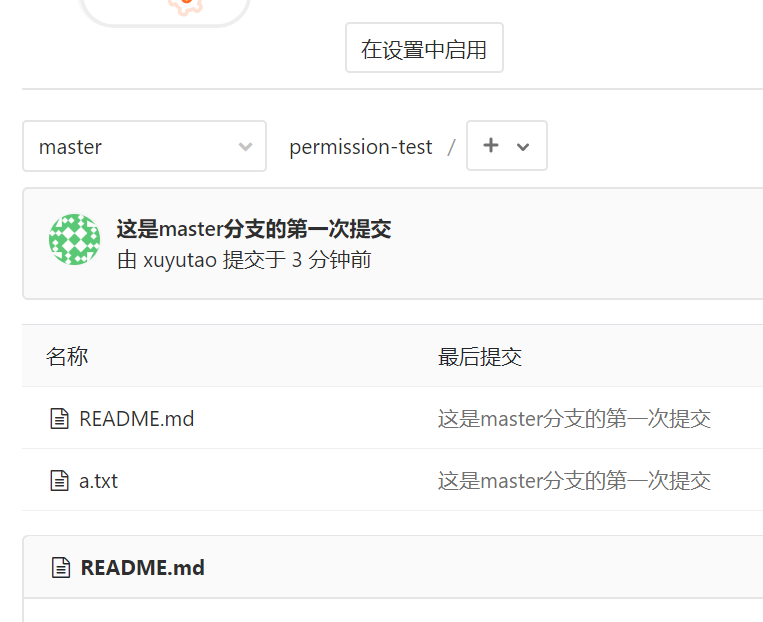 在设置中启用
master
permission-test /
这是master分支的第一次提交
由 xuyutao 提交于 3 分钟前
名称 最后提交
README.md 这是master分支的第一次提交
a.txt 这是master分支的第一次提交
README.md